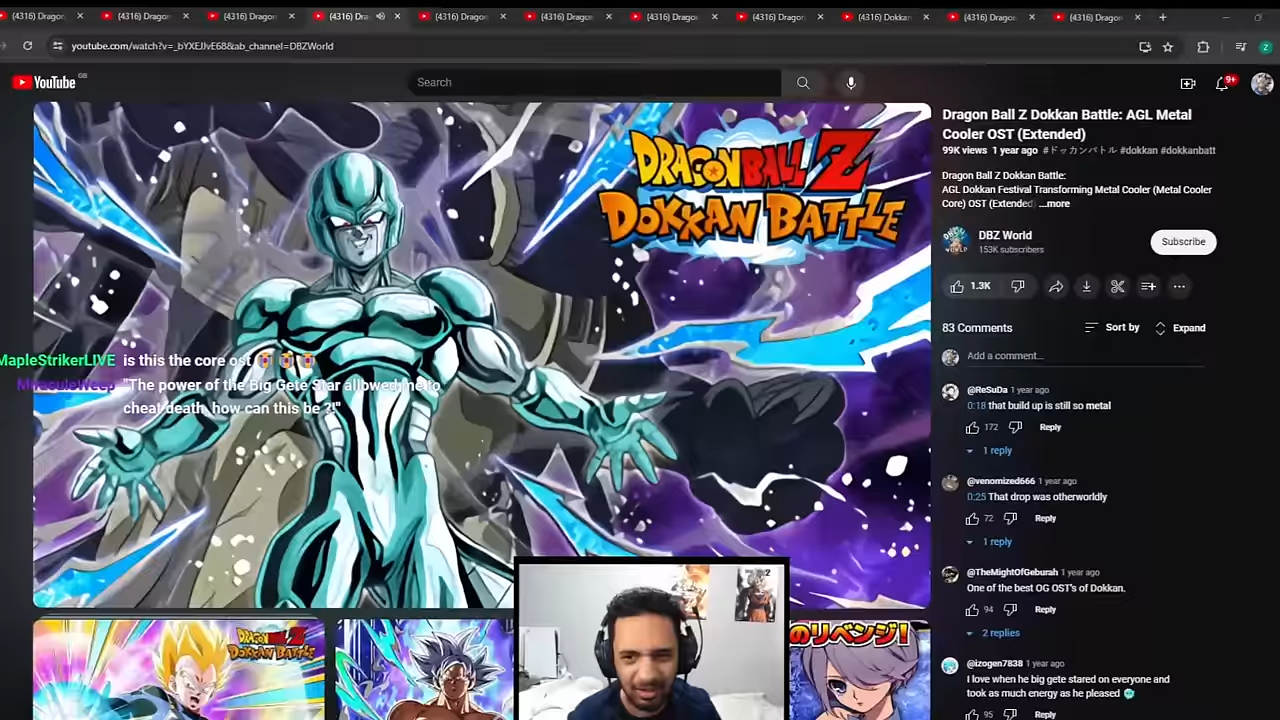 (4316) Dragon
(4316) Dragon
(4316) Dragon
(4316) Dra
(4316) Dragon
(4316) Dragon
(4316) Dragon
(4316) Dragon
(4316) Dokkan
(4316) Dragon
(4316) Dragon
youtube.com/watch?v=_bYXEJJvE68&ab_channel=DBZWorld
YouTube GB
Search
9+
Z
DRAGON BALL Z
DOKKAN BATTLE
Dragon Ball Z Dokkan Battle: AGL Metal
Cooler OST (Extended)
99K views 1 year ago #ドッカンバトル #dokkan #dokkanbatt
Dragon Ball Z Dokkan Battle:
AGL Dokkan Festival Transforming Metal Cooler (Metal Cooler
Core) OST (Extended) ...more
DBZ World
153K subscribers
Subscribe
1.3K
83 Comments
Sort by
Expand
Add a comment...
@ReSuDa 1 year ago
0:18 that build up is still so metal
172
Reply
1 reply
@venomized666 1 year ago
0:25 That drop was otherworldly
72
Reply
1 reply
@TheMightOfGeburah 1 year ago
One of the best OG OST's of Dokkan.
94
Reply
2 replies
@izogen7838 1 year ago
I love when he big gete stared on everyone and
took as much energy as he pleased
95
Reply
MapleStrikerLIVE is this the core ost
"The power of the Big Gete Star allowed me to
cheat death, how can this be ?!"
DRAGON BALL Z
DOKKAN BATTLE
のリベンジ!